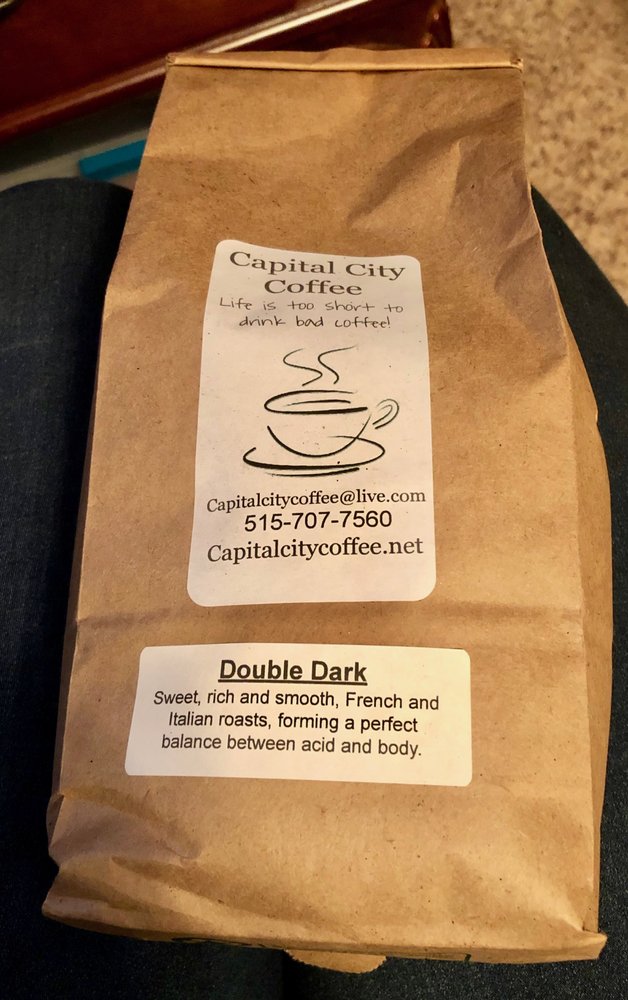 Capital City
Coffee
Life is too short to
drink bad coffee!
Capitalcitycoffee@live.com
515-707-7560
Capitalcitycoffee.net
Double Dark
Sweet, rich and smooth, French and
Italian roasts, forming a perfect
balance between acid and body.